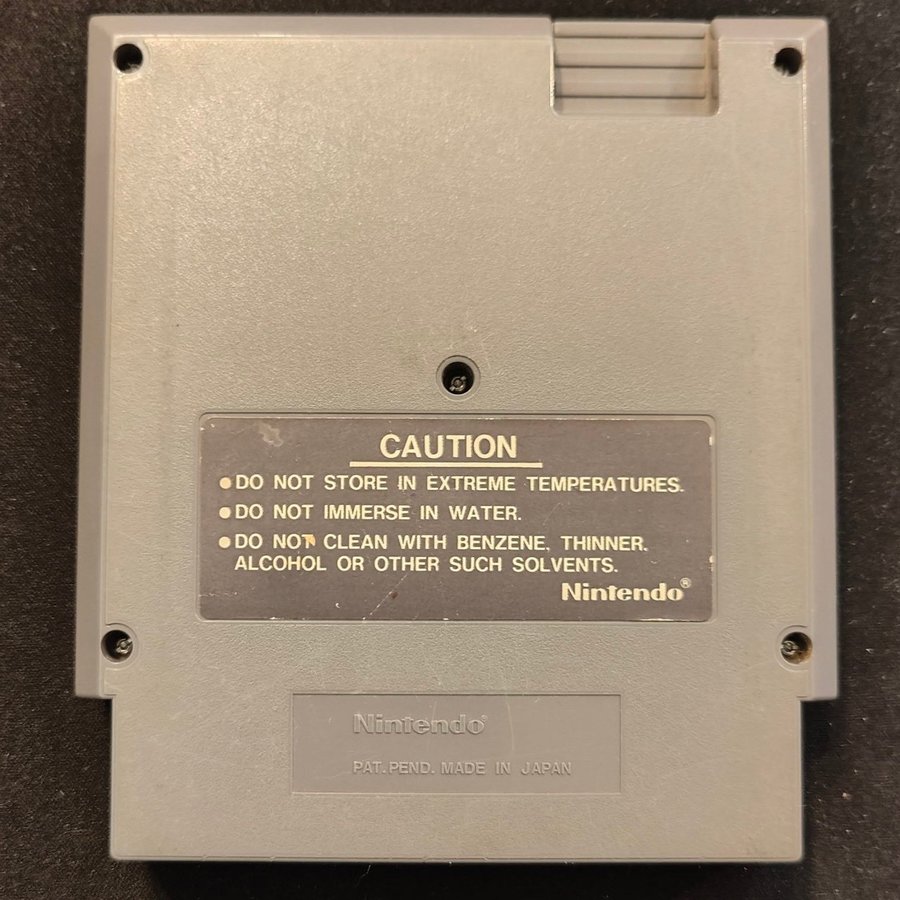 CAUTION
●DO NOT STORE IN EXTREME TEMPERATURES.
●DO NOT IMMERSE IN WATER.
●DO NOT CLEAN WITH BENZENE, THINNER,
ALCOHOL OR OTHER SUCH SOLVENTS.
Nintendo®
Nintendo®
PAT. PEND. MADE IN JAPAN